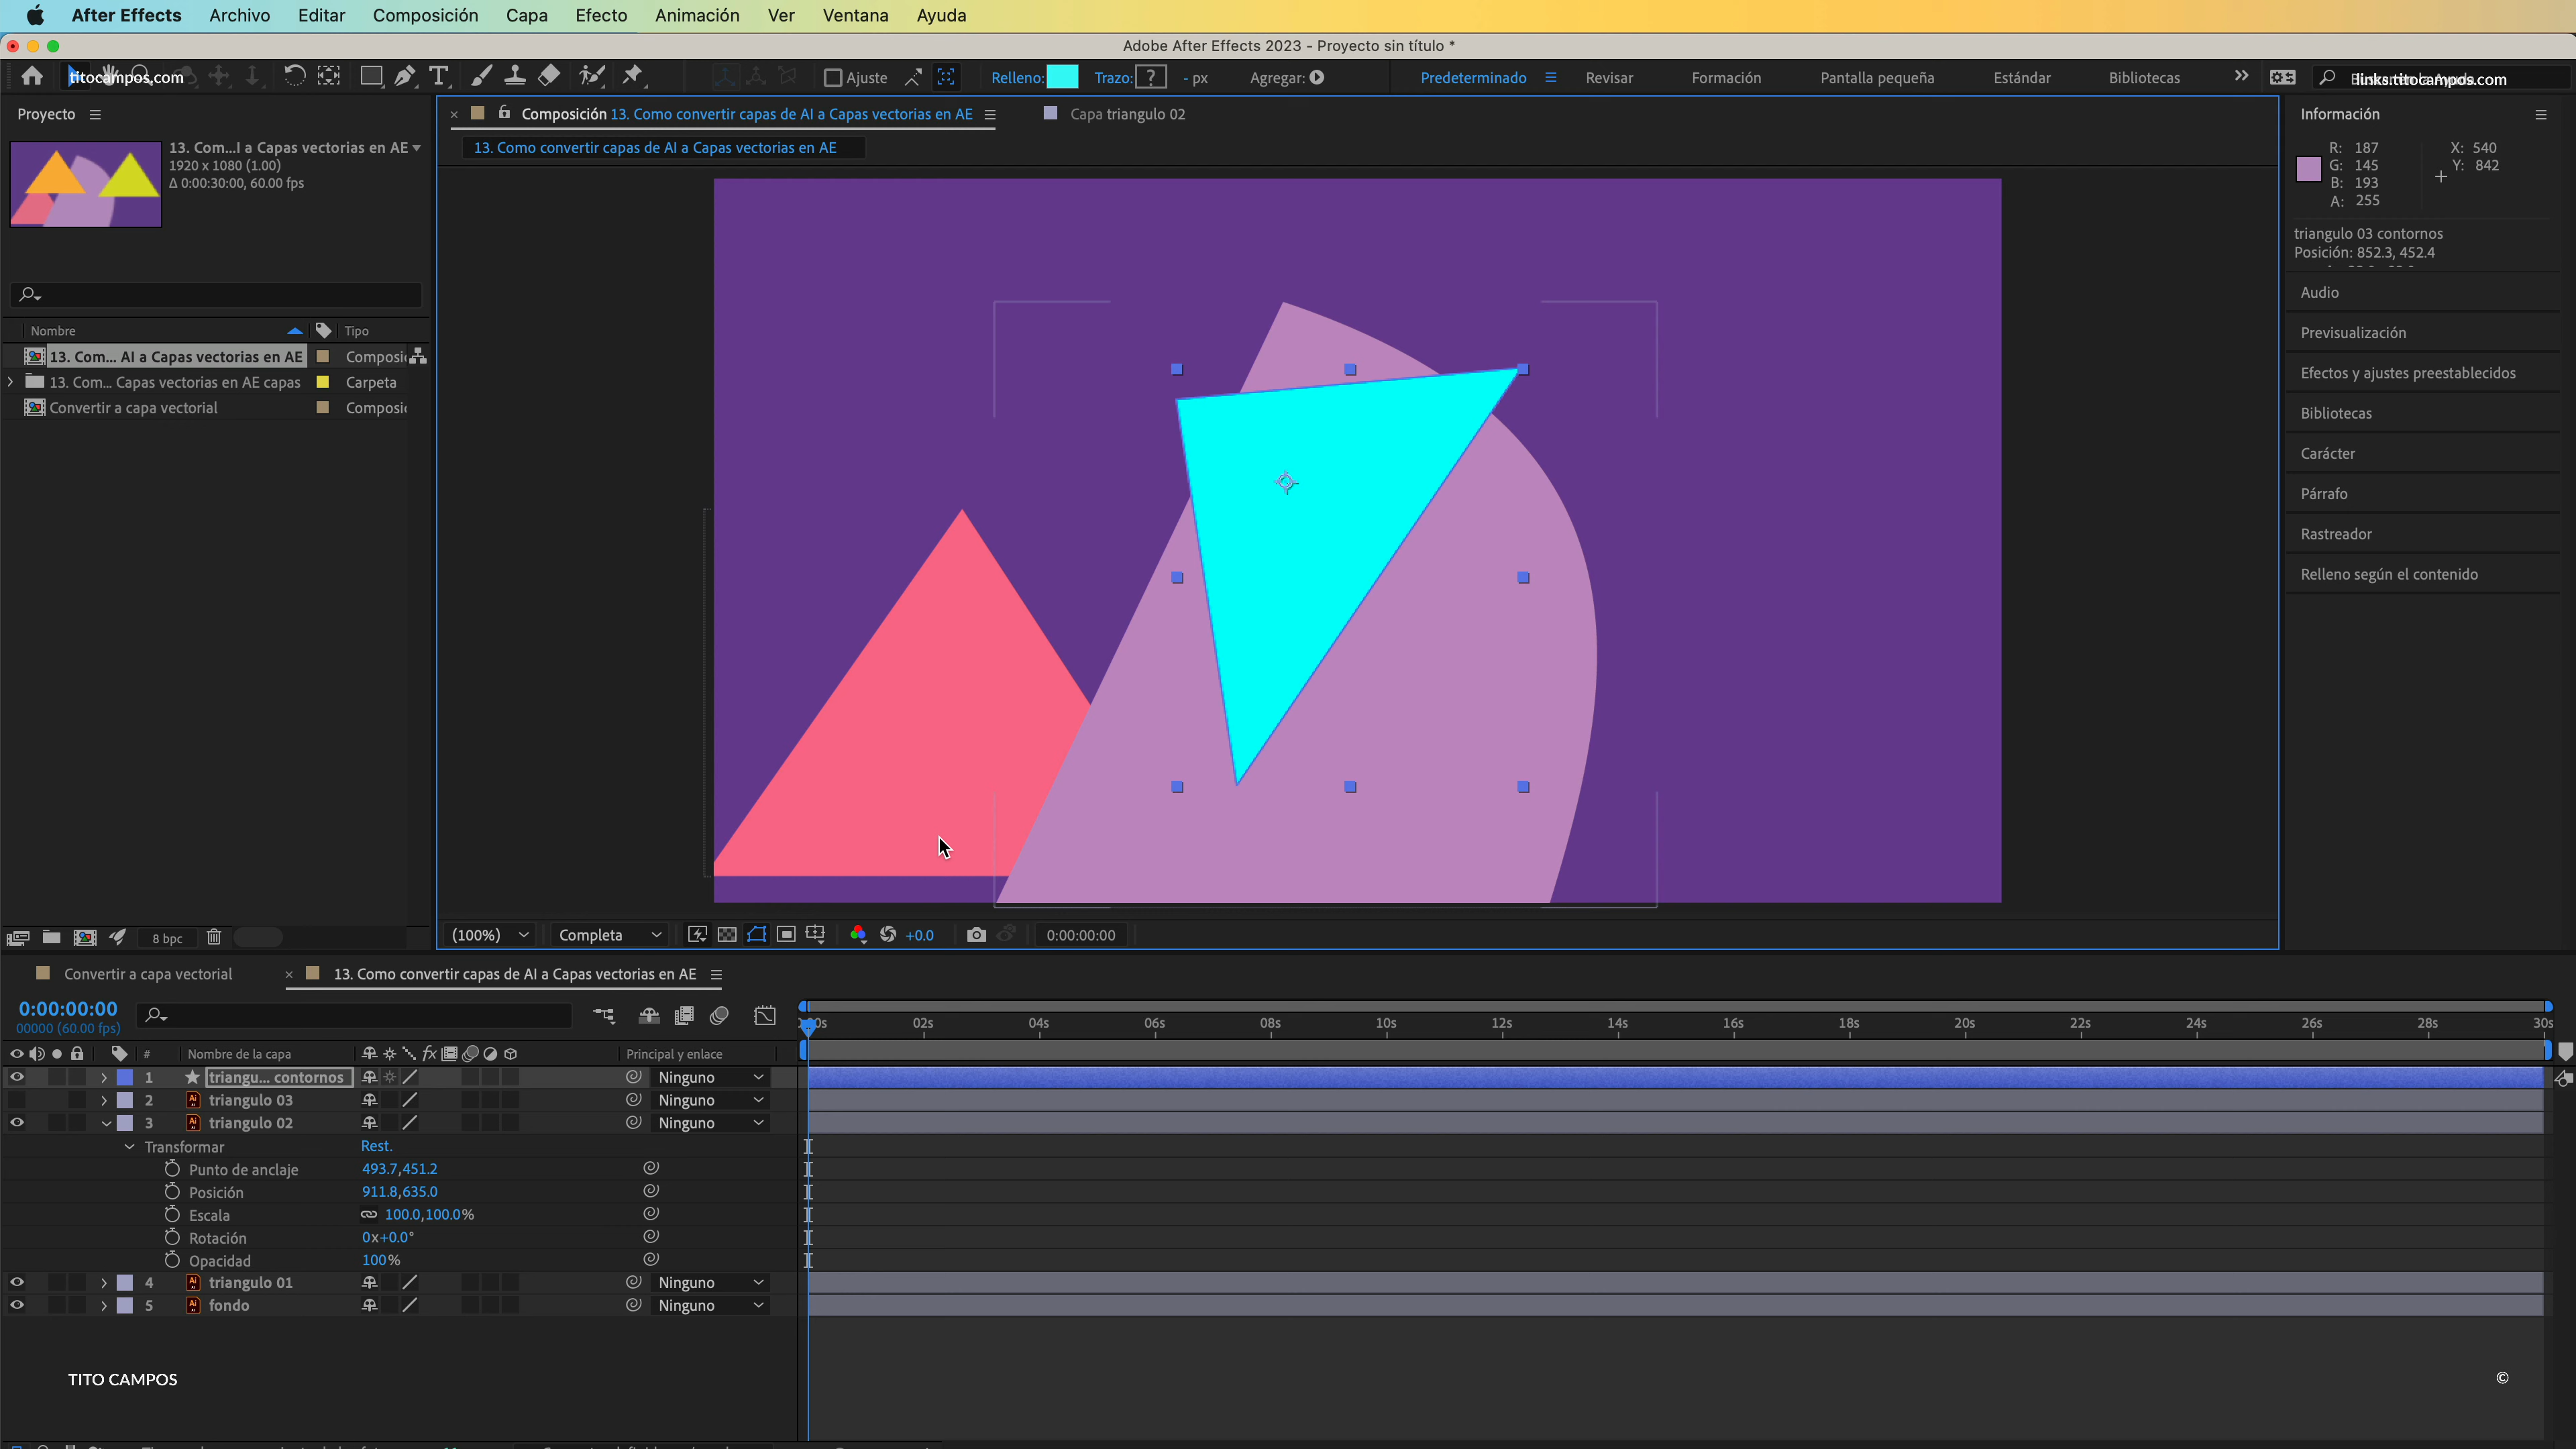 After Effects Archivo Editar Composición Capa Efecto Animación Ver Ventana Ayuda
Adobe After Effects 2023 - Proyecto sin título *
titocampos.com
Ajuste
Relleno: Trazo: ? - px Agregar:
Predeterminado Revisar Formación Pantalla pequeña Estándar Bibliotecas
links.titocampos.com
Proyecto
13. Com...l a Capas vectorias en AE
1920 x 1080 (1.00)
Δ 0:00:30:00, 60.00 fps
Nombre Tipo
13. Com... AI a Capas vectorias en AE Composi
13. Com... Capas vectorias en AE capas Carpeta
Convertir a capa vectorial Composic
8 bpc
Composición 13. Como convertir capas de AI a Capas vectorias en AE
Capa triangulo 02
13. Como convertir capas de AI a Capas vectorias en AE
(100%) Completa +0.0 0:00:00:00
Información
R: 187 X: 540
G: 145 Y: 842
B: 193
A: 255
triangulo 03 contornos
Posición: 852.3, 452.4
Audio
Previsualización
Efectos y ajustes preestablecidos
Bibliotecas
Carácter
Párrafo
Rastreador
Relleno según el contenido
Convertir a capa vectorial
13. Como convertir capas de AI a Capas vectorias en AE
0:00:00:00
00000 (60.00 fps)
02s 04s 06s 08s 10s 12s 14s 16s 18s 20s 22s 24s 26s 28s 30s
# Nombre de la capa fx Principal y enlace
1 triangu... contornos Ninguno
2 Ai triangulo 03 Ninguno
3 Ai triangulo 02 Ninguno
Transformar Rest.
Punto de anclaje 493.7,451.2
Posición 911.8,635.0
Escala 100.0,100.0%
Rotación 0x+0.0°
Opacidad 100%
4 Ai triangulo 01 Ninguno
5 Ai fondo Ninguno
TITO CAMPOS
©